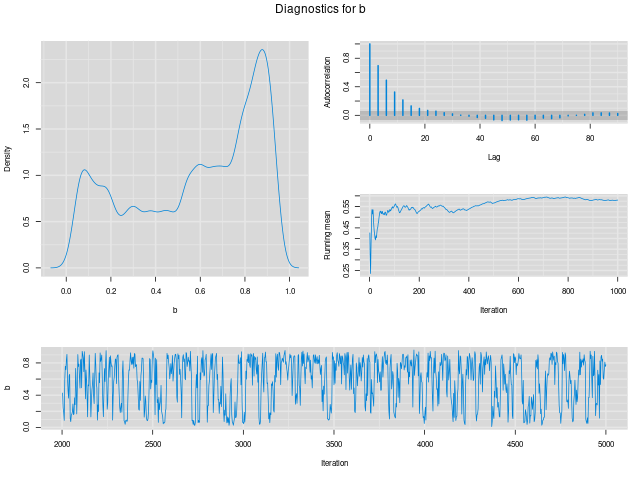 Diagnostics for b
Density
2.0
1.5
1.0
0.5
0.0
0.0 0.2 0.4 0.6 0.8 1.0
b
Autocorrelation
0.8
0.4
0.0
0 20 40 60 80
Lag
Running mean
0.55
0.45
0.35
0.25
0 200 400 600 800 1000
Iteration
b
0.8
0.4
0.0
2000 2500 3000 3500 4000 4500 5000
Iteration